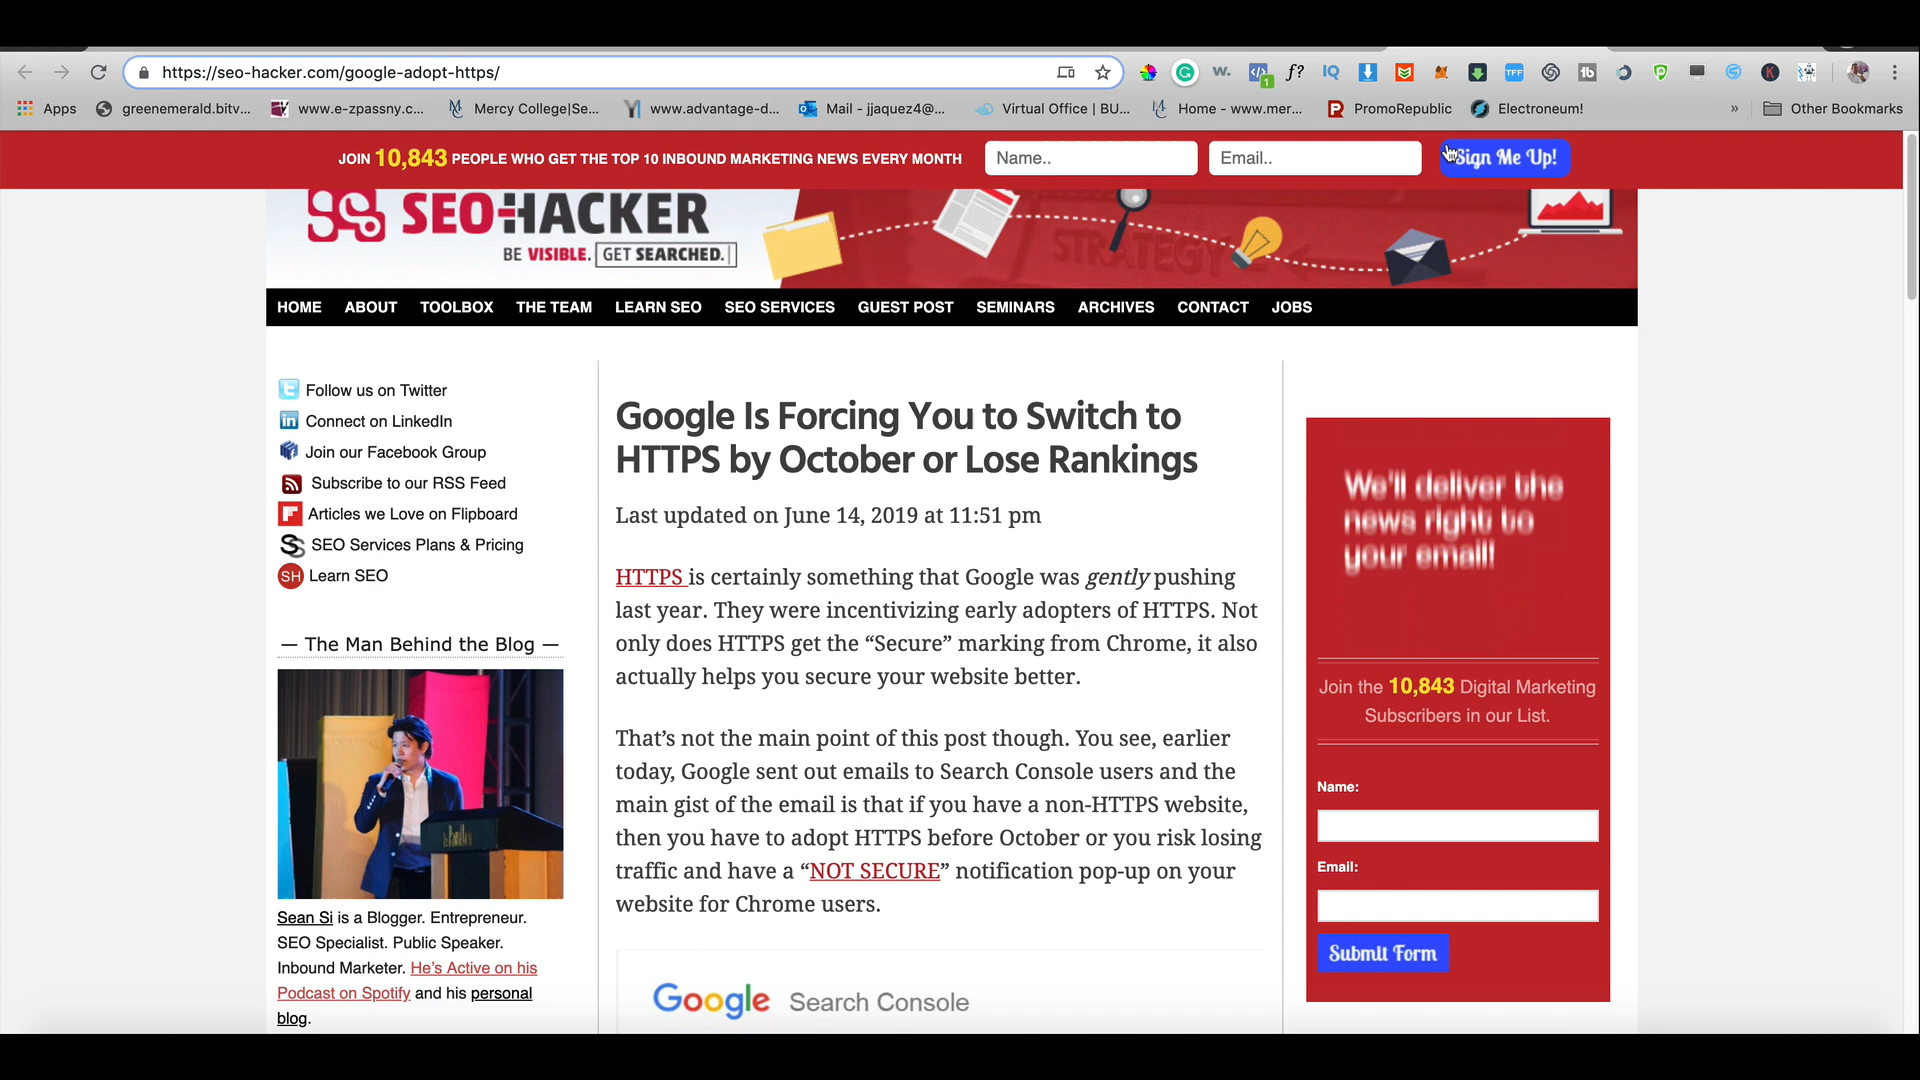 https://seo-hacker.com/google-adopt-https/
Apps greenemerald.bitv... www.e-zpassny.c... Mercy College|Se... www.advantage-d... Mail - jjaquez4@... Virtual Office | BU... Home - www.mer... PromoRepublic Electroneum! » Other Bookmarks
JOIN 10,843 PEOPLE WHO GET THE TOP 10 INBOUND MARKETING NEWS EVERY MONTH Name.. Email.. Sign Me Up!
SEO-HACKER
BE VISIBLE. GET SEARCHED.
STRATEGY
HOME ABOUT TOOLBOX THE TEAM LEARN SEO SEO SERVICES GUEST POST SEMINARS ARCHIVES CONTACT JOBS
Follow us on Twitter
Connect on LinkedIn
Join our Facebook Group
Subscribe to our RSS Feed
Articles we Love on Flipboard
SEO Services Plans & Pricing
SH Learn SEO
— The Man Behind the Blog —
Sean Si is a Blogger. Entrepreneur.
SEO Specialist. Public Speaker.
Inbound Marketer. He's Active on his
Podcast on Spotify and his personal
blog.
Google Is Forcing You to Switch to
HTTPS by October or Lose Rankings
Last updated on June 14, 2019 at 11:51 pm
HTTPS is certainly something that Google was gently pushing
last year. They were incentivizing early adopters of HTTPS. Not
only does HTTPS get the “Secure” marking from Chrome, it also
actually helps you secure your website better.
That’s not the main point of this post though. You see, earlier
today, Google sent out emails to Search Console users and the
main gist of the email is that if you have a non-HTTPS website,
then you have to adopt HTTPS before October or you risk losing
traffic and have a “NOT SECURE” notification pop-up on your
website for Chrome users.
Google Search Console
We'll deliver the
news right to
your email!
Join the 10,843 Digital Marketing
Subscribers in our List.
Name:
Email:
Submit Form